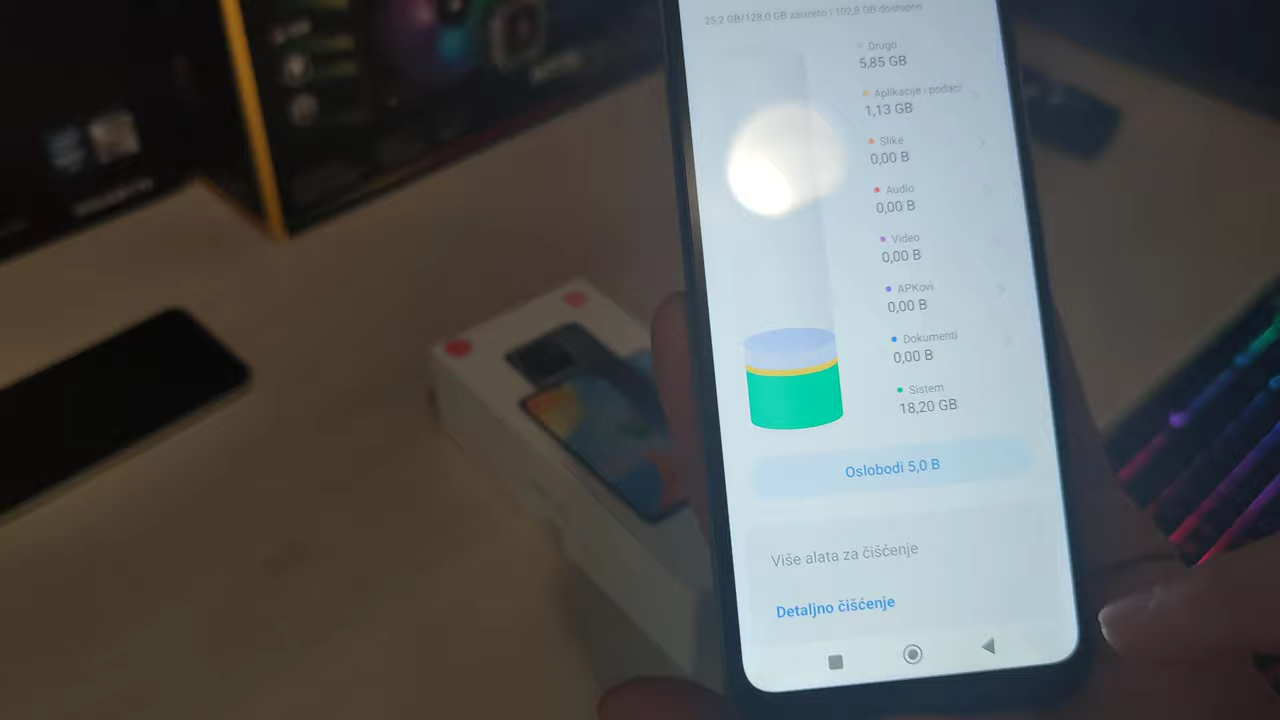 25,2 GB/128,0 GB zauzeto | 102,8 GB dostupno
Drugo
5,85 GB
Aplikacije i podaci
1,13 GB
Slike
0,00 B
Audio
0,00 B
Video
0,00 B
APKovi
0,00 B
Dokumenti
0,00 B
Sistem
18,20 GB
Oslobodi 5,0 B
Više alata za čišćenje
Detaljno čišćenje